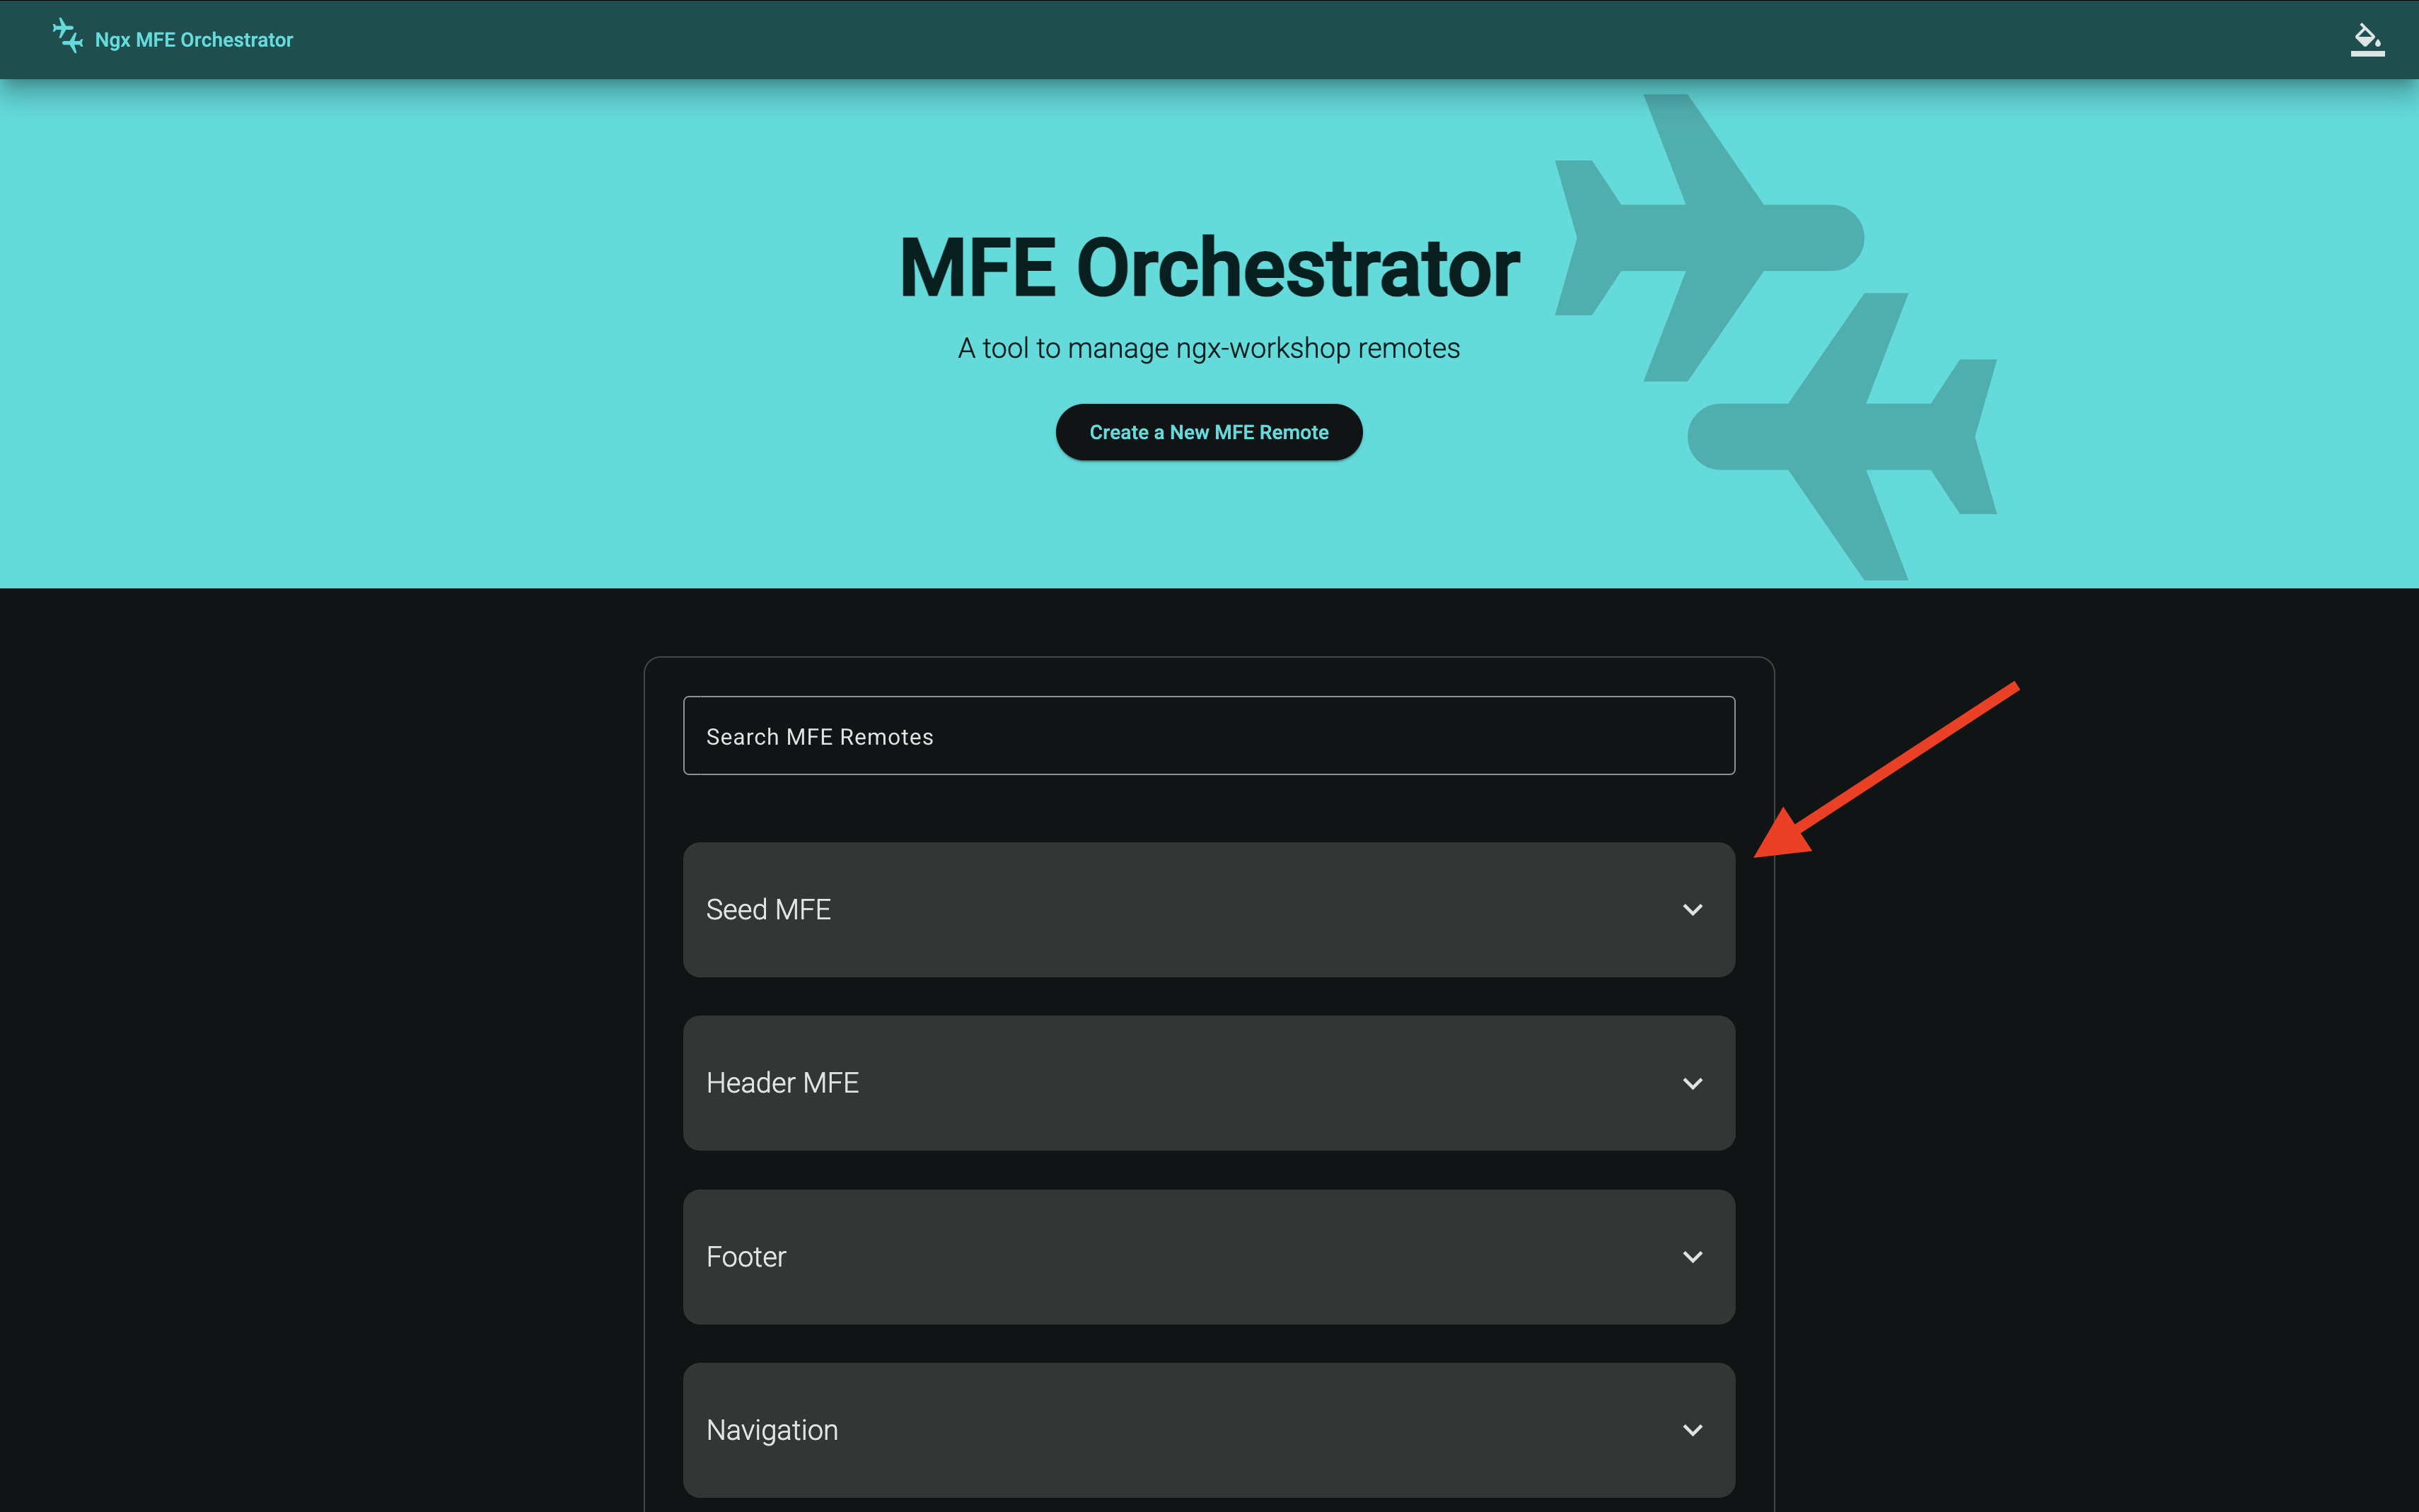 Ngx MFE Orchestrator
MFE Orchestrator
A tool to manage ngx-workshop remotes
Create a New MFE Remote
Search MFE Remotes
Seed MFE
Header MFE
Footer
Navigation